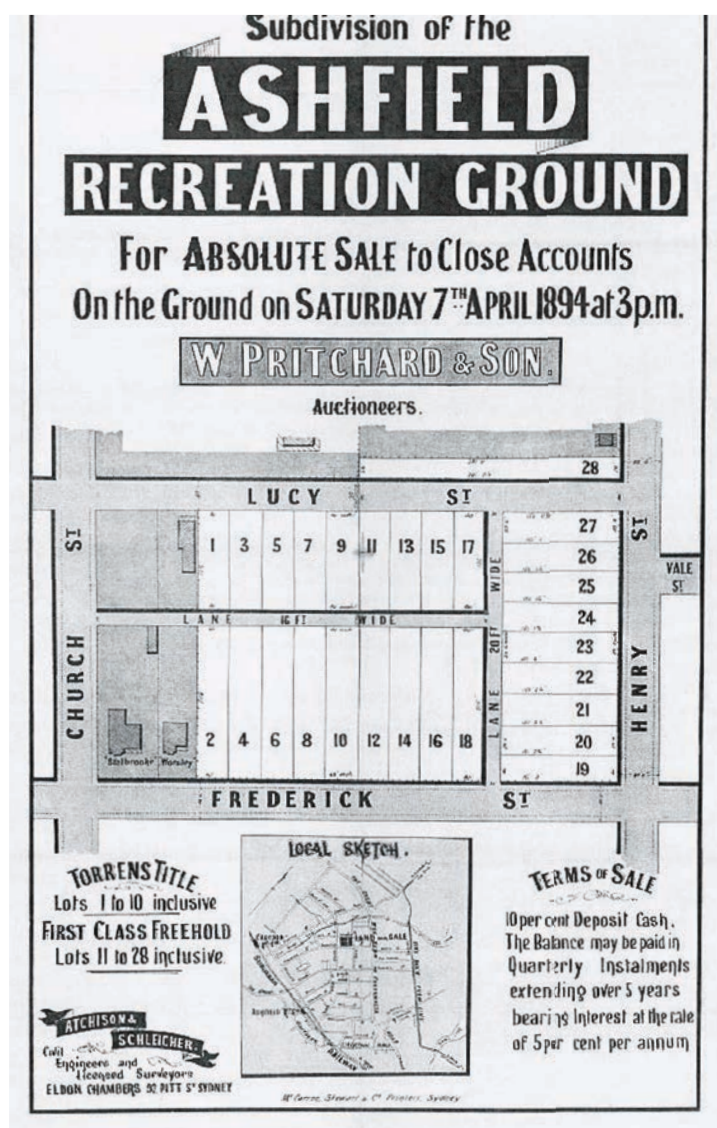 Subdivision of the
ASHFIELD
RECREATION GROUND
For ABSOLUTE SALE to Close Accounts
On the Ground on SATURDAY 7TH APRIL 1894 at 3p.m.
W. PRITCHARD & SON.
Auctioneers.
28
LUCY ST
1 3 5 7 9 11 13 15 17
27
26
25
24
23
22
21
20
19
CHURCH ST
HENRY ST
VALE ST
LANE 16 FT WIDE
LANE 20 FT WIDE
2 4 6 8 10 12 14 16 18
FREDERICK ST
TORRENS TITLE
Lots 1 to 10 inclusive
FIRST CLASS FREEHOLD
Lots 11 to 28 inclusive.
ATCHISON &
SCHLEICHER.
Civil
Engineers and
Licensed Surveyors
ELDON CHAMBERS 92 PITT ST SYDNEY
LOCAL SKETCH.
LAND FOR SALE
RAILWAY
TERMS OF SALE
10 per cent Deposit Cash.
The Balance may be paid in
Quarterly Instalments
extending over 5 years
bearing Interest at the rate
of 5 per cent per annum
Printers, Sydney